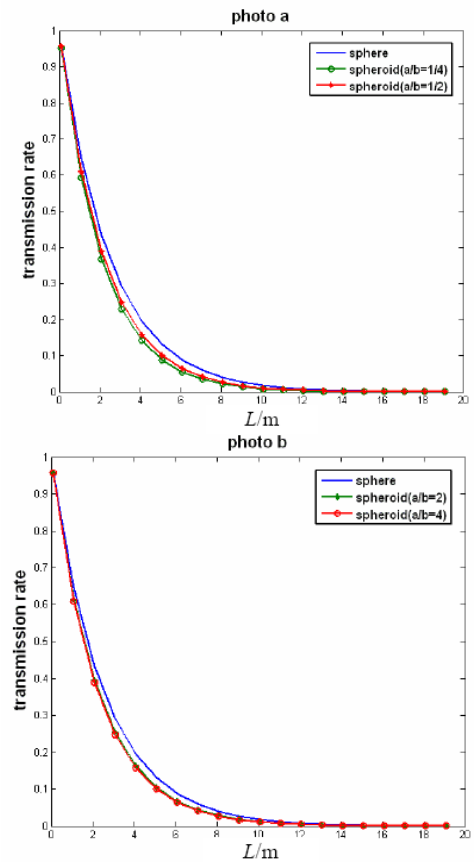 photo a
1
0.9
0.8
0.7
0.6
0.5
0.4
0.3
0.2
0.1
0
transmission rate
sphere
spheroid(a/b=1/4)
spheroid(a/b=1/2)
0 2 4 6 8 10 12 14 16 18 20
L/m
photo b
1
0.9
0.8
0.7
0.6
0.5
0.4
0.3
0.2
0.1
0
transmission rate
sphere
spheroid(a/b=2)
spheroid(a/b=4)
0 2 4 6 8 10 12 14 16 18 20
L/m